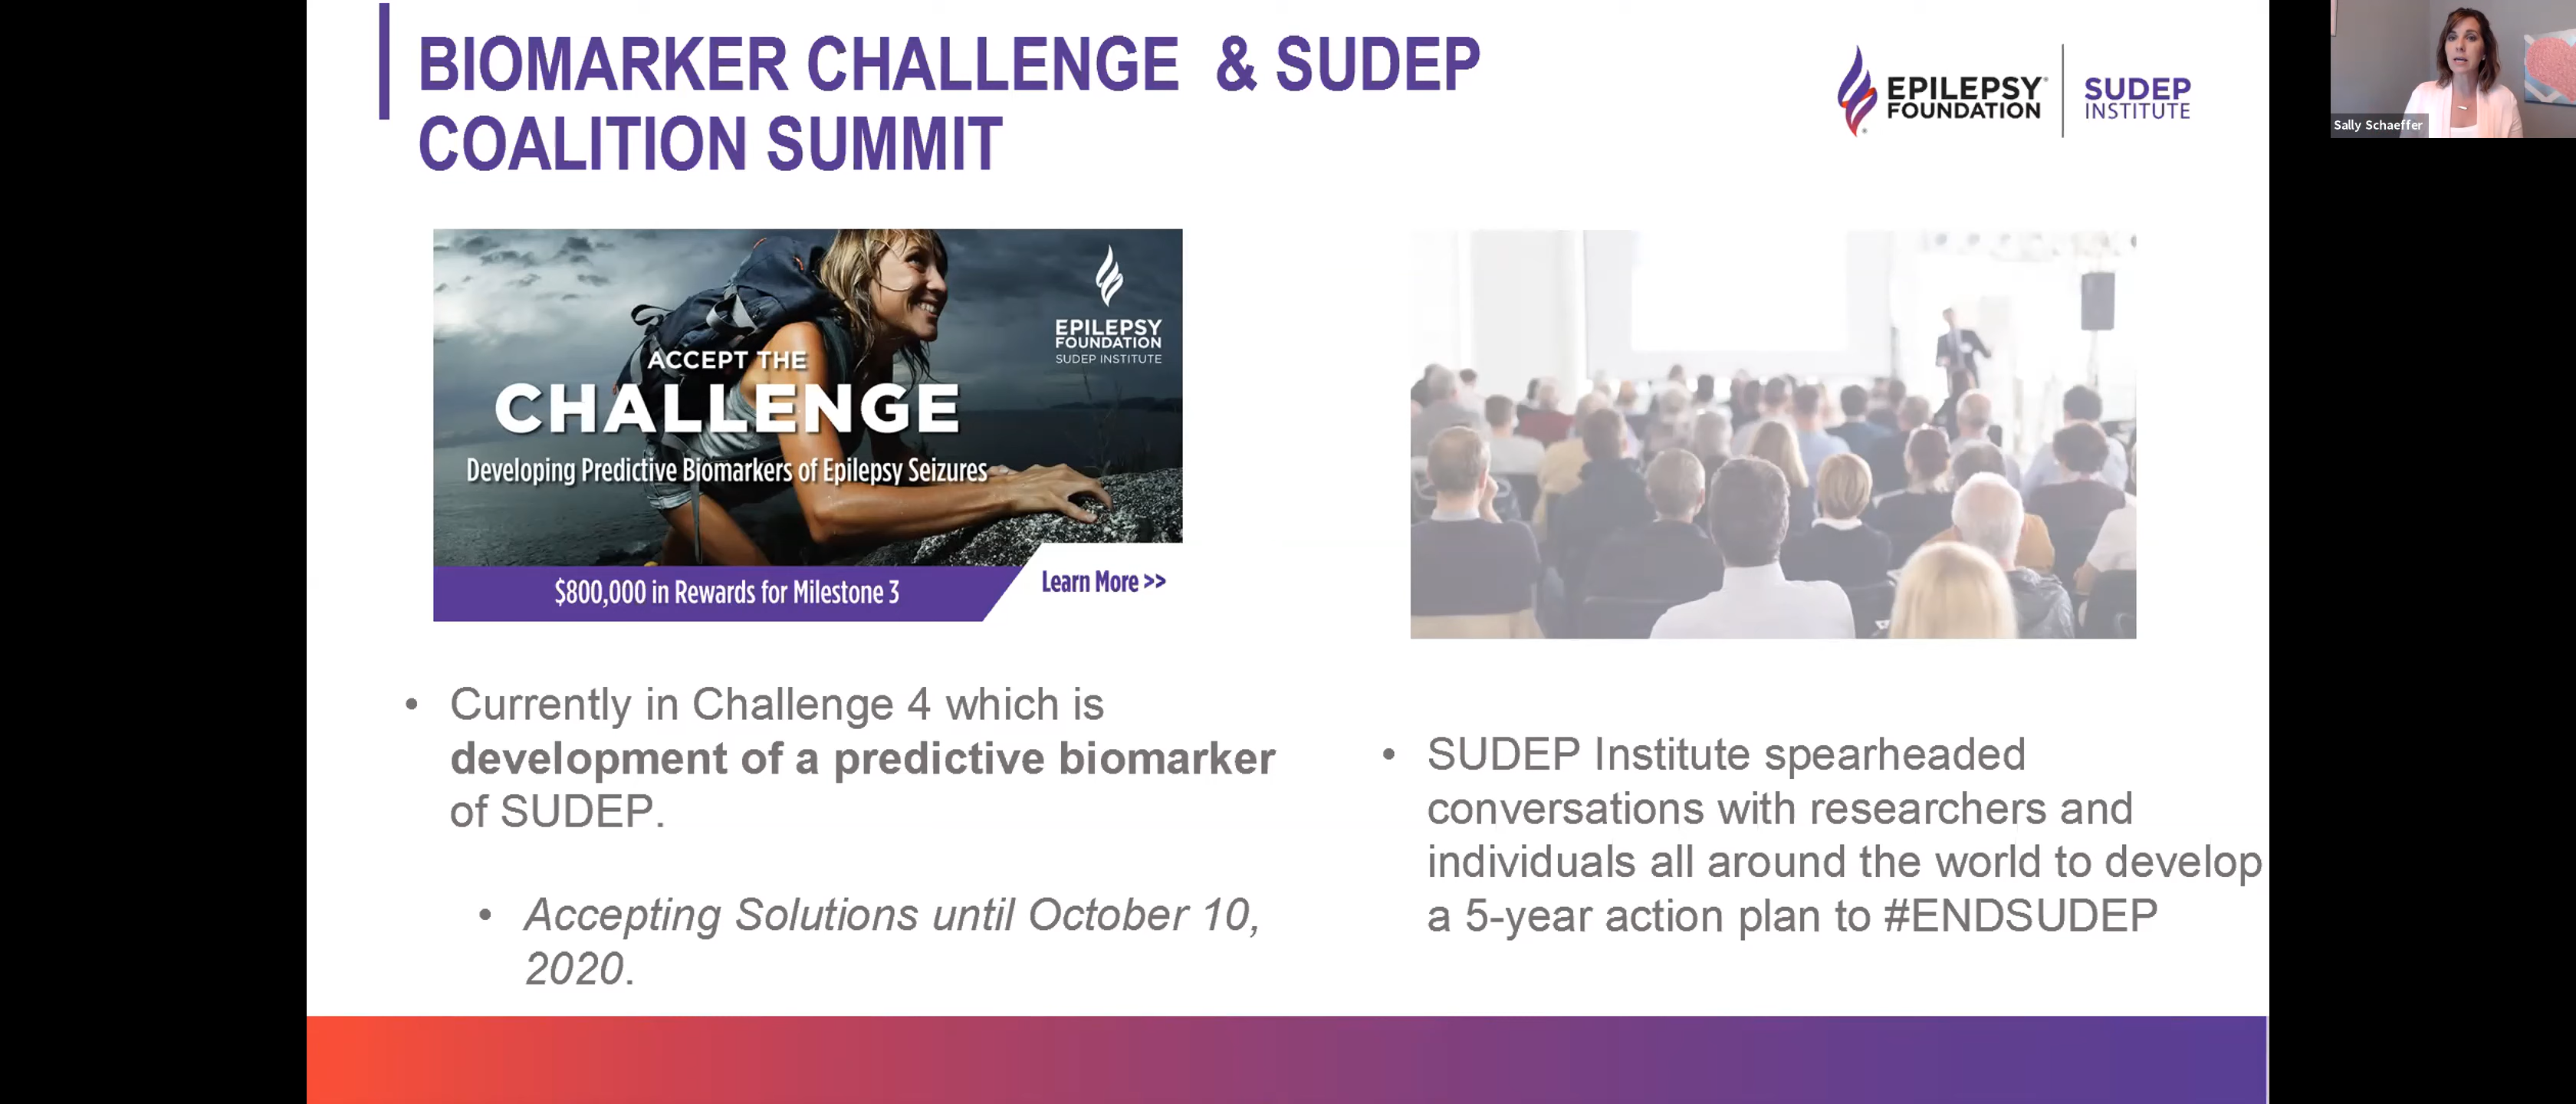 BIOMARKER CHALLENGE & SUDEP
COALITION SUMMIT
EPILEPSY
FOUNDATION
SUDEP
INSTITUTE
Sally Schaeffer
EPILEPSY
FOUNDATION
SUDEP INSTITUTE
ACCEPT THE
CHALLENGE
Developing Predictive Biomarkers of Epilepsy Seizures
$800,000 in Rewards for Milestone 3
Learn More >>
• Currently in Challenge 4 which is
development of a predictive biomarker
of SUDEP.
• Accepting Solutions until October 10,
2020.
• SUDEP Institute spearheaded
conversations with researchers and
individuals all around the world to develop
a 5-year action plan to #ENDSUDEP